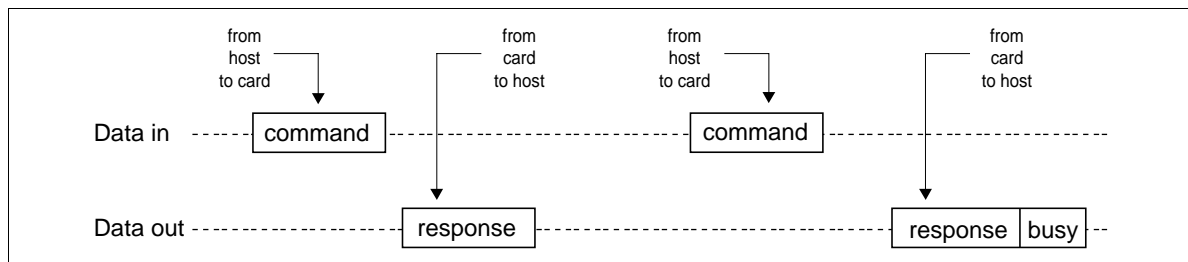 from
host
to card
from
card
to host
from
host
to card
from
card
to host
Data in
command
command
Data out
response
response
busy